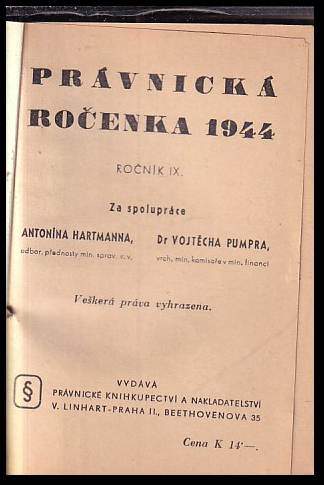 PRÁVNICKÁ
ROČENKA 1944
ROČNÍK IX.
Za spolupráce
ANTONÍNA HARTMANNA, Dr VOJTĚCHA PUMPRA,
odbor. přednosty min. sprav. v.v. vrch. min. komisaře v min. financí
Veškerá práva vyhrazena.
§
VYDÁVÁ
PRÁVNICKÉ KNIHKUPECTVÍ A NAKLADATELSTVÍ
V. LINHART-PRAHA II., BEETHOVENOVA 35
Cena K 14·—.